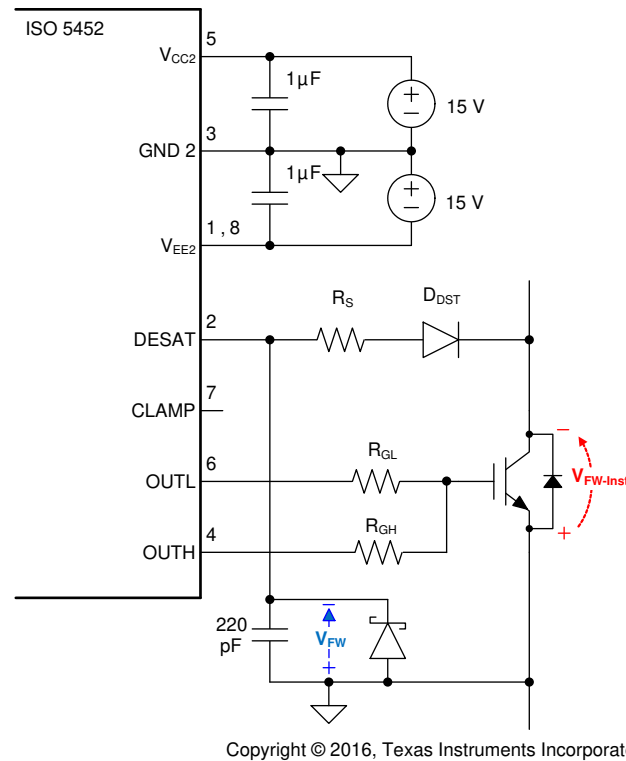 ISO 5452
5
VCC2
1µF
15 V
3
GND 2
1µF
15 V
1 , 8
VEE2
RS
DDST
2
DESAT
7
CLAMP
RGL
6
OUTL
VFW-Inst
RGH
4
OUTH
220
pF
VFW
Copyright © 2016, Texas Instruments Incorporat